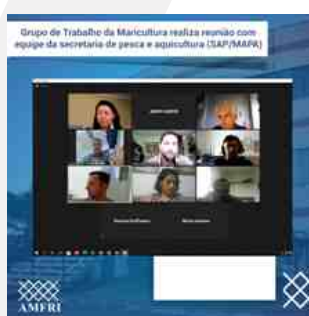 Grupo de Trabalho da Maricultura realiza reunião com
equipe da secretaria de pesca e aquicultura (SAP/MAPA)
AMFRI